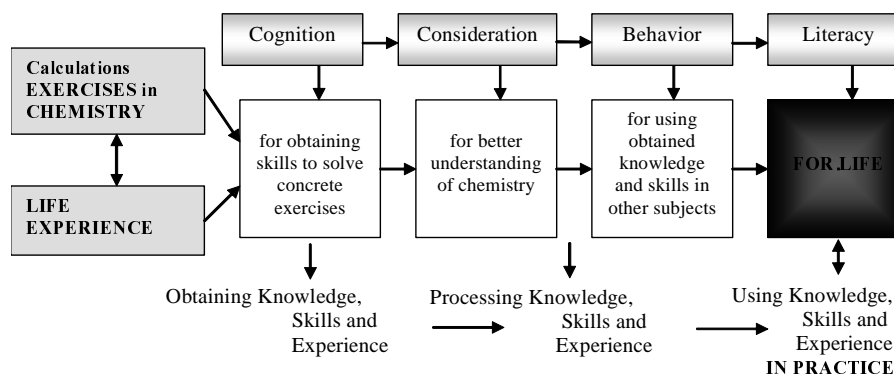 Cognition
Consideration
Behavior
Literacy
Calculations
EXERCISES in
CHEMISTRY
LIFE
EXPERIENCE
for obtaining
skills to solve
concrete
exercises
for better
understanding
of chemistry
for using
obtained
knowledge
and skills in
other subjects
FOR.LIFE
Obtaining Knowledge,
Skills and
Experience
Processing Knowledge,
Skills and
Experience
Using Knowledge,
Skills and
Experience
IN PRACTICE